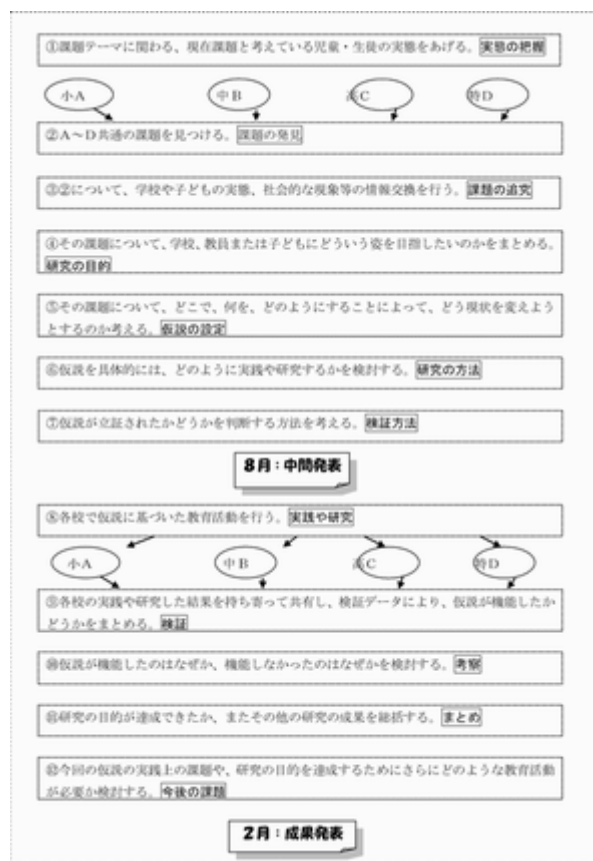 ①課題テーマに関わる、現在課題と考えている児童・生徒の実態をあげる。実態の把握
小A 中B 高C 特D
②A～D共通の課題を見つける。課題の発見
③②について、学校や子どもの実態、社会的な現象等の情報交換を行う。課題の追究
④その課題について、学校、教員または子どもにどういう姿を目指したいのかをまとめる。
研究の目的
⑤その課題について、どこで、何を、どのようにすることによって、どう現状を変えよう
とするのか考える。仮説の設定
⑥仮説を具体的には、どのように実践や研究するかを検討する。研究の方法
⑦仮説が立証されたかどうかを判断する方法を考える。検証方法
8月：中間発表
⑧各校で仮説に基づいた教育活動を行う。実践や研究
小A 中B 高C 特D
⑨各校の実践や研究した結果を持ち寄って共有し、検証データにより、仮説が機能したか
どうかをまとめる。検証
⑩仮説が機能したのはなぜか、機能しなかったのはなぜかを検討する。考察
⑪研究の目的が達成できたか、またその他の研究の成果を総括する。まとめ
⑫今回の仮説の実践上の課題や、研究の目的を達成するためにさらにどのような教育活動
が必要か検討する。今後の課題
2月：成果発表